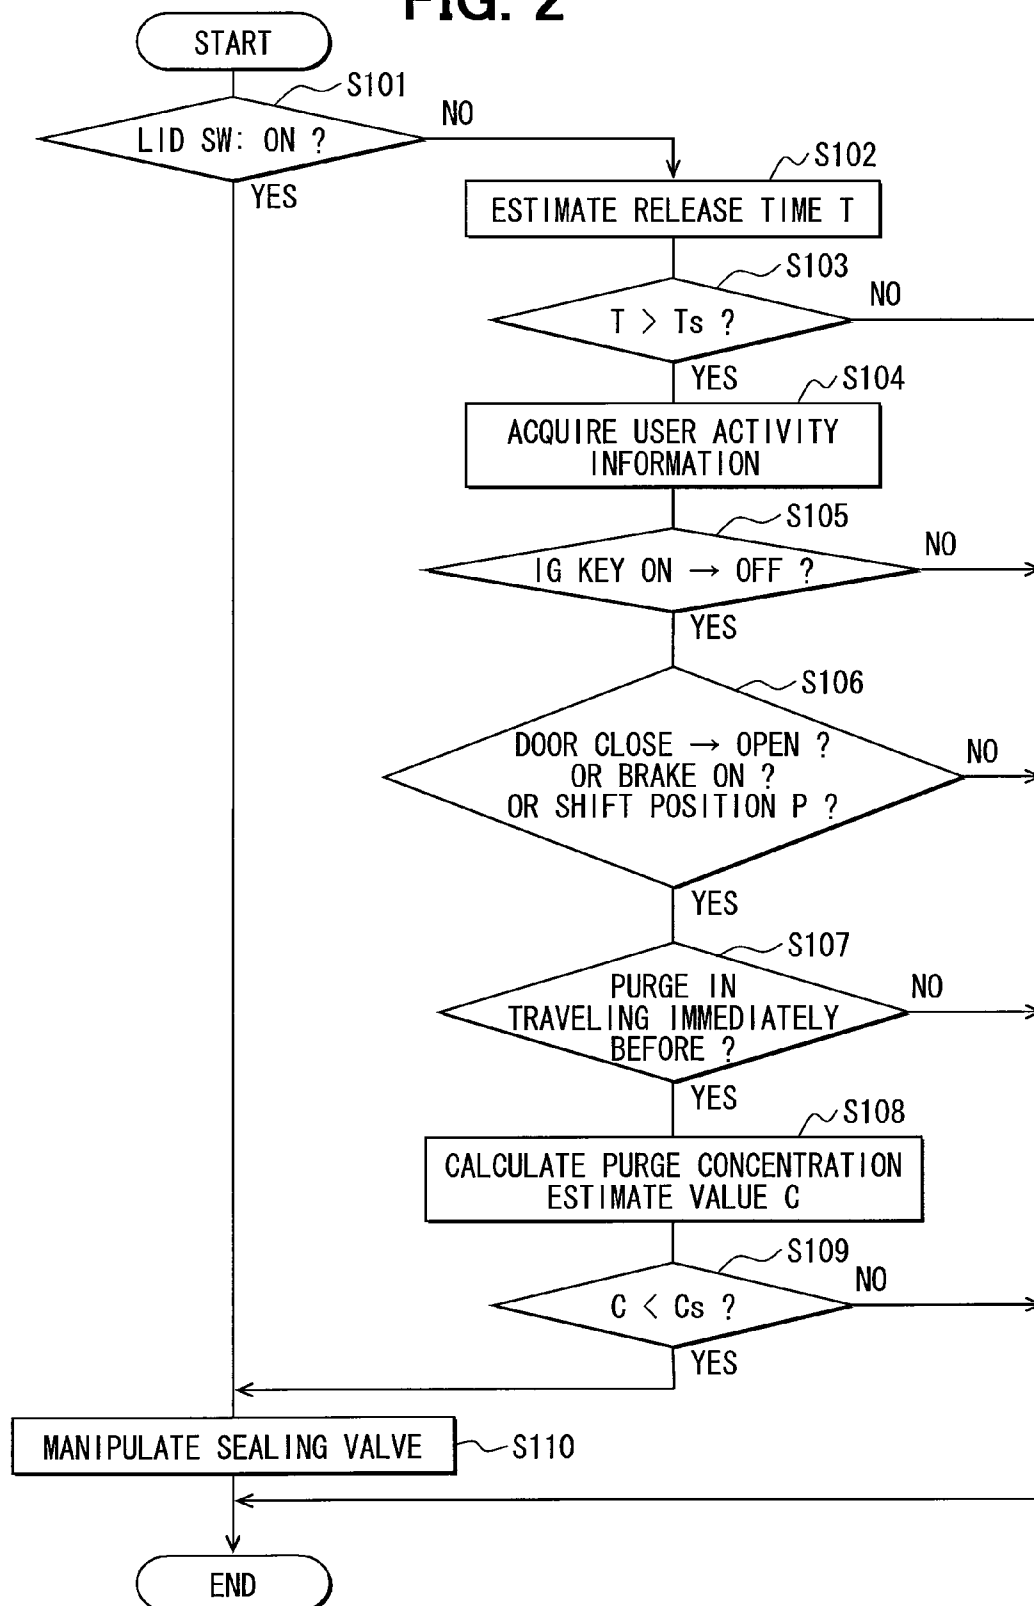 FIG. 2
START
S101
LID SW: ON ?
NO
YES
S102
ESTIMATE RELEASE TIME T
S103
T > Ts ?
NO
YES
S104
ACQUIRE USER ACTIVITY
INFORMATION
S105
IG KEY ON → OFF ?
NO
YES
S106
DOOR CLOSE → OPEN ?
OR BRAKE ON ?
OR SHIFT POSITION P ?
NO
YES
S107
PURGE IN
TRAVELING IMMEDIATELY
BEFORE ?
NO
YES
S108
CALCULATE PURGE CONCENTRATION
ESTIMATE VALUE C
S109
C < Cs ?
NO
YES
MANIPULATE SEALING VALVE
S110
END